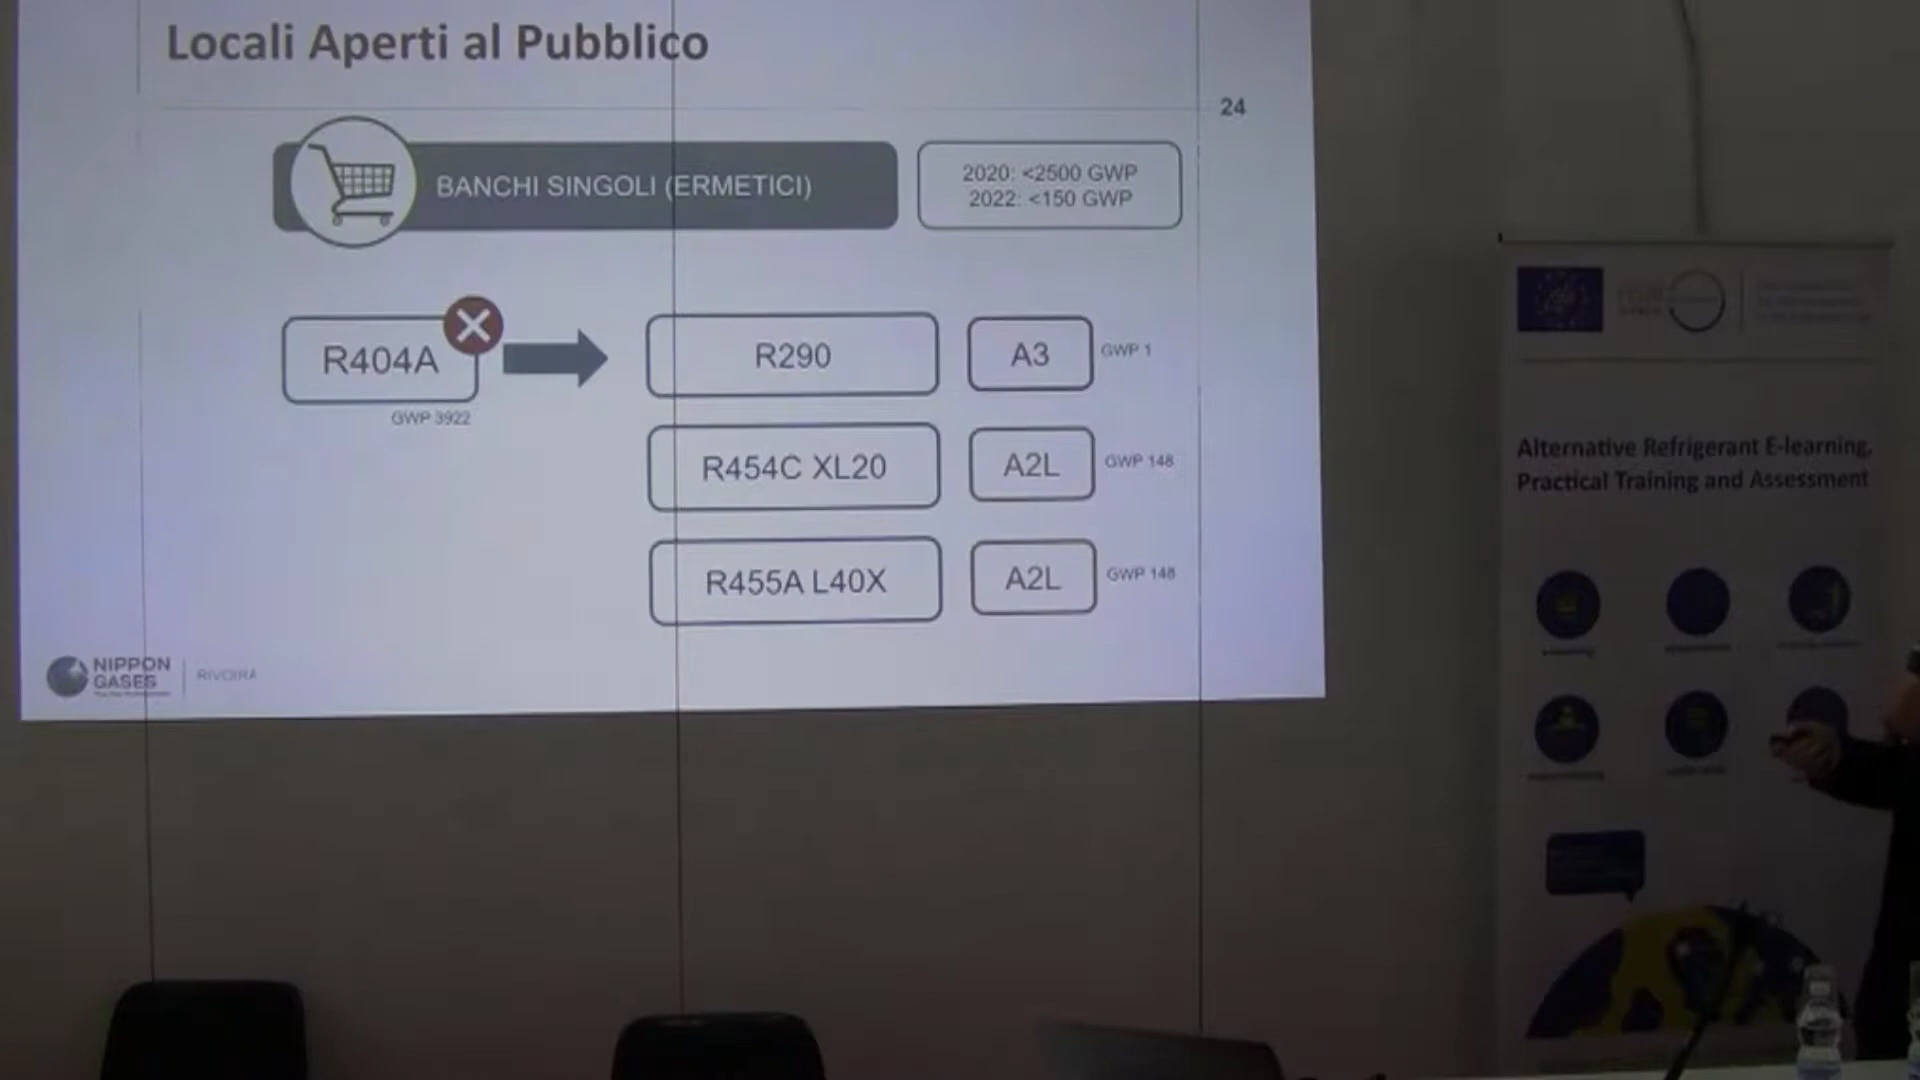 Locali Aperti al Pubblico
24
BANCHI SINGOLI (ERMETICI)
2020: <2500 GWP
2022: <150 GWP
R404A
GWP 3922
R290
A3
GWP 1
R454C XL20
A2L
GWP 148
R455A L40X
A2L
GWP 148
NIPPON
GASES
RIVOIRA
Alternative Refrigerant E-learning,
Practical Training and Assessment